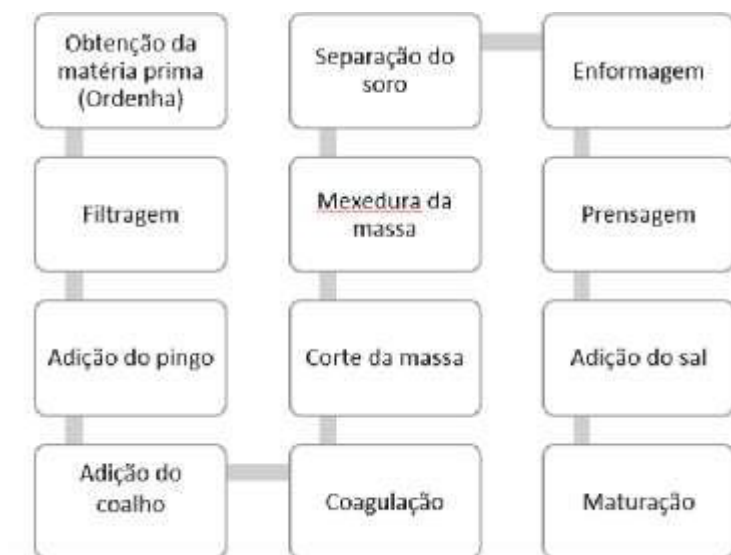 Obtenção da
matéria prima
(Ordenha)
Filtragem
Adição do pingo
Adição do
coalho
Coagulação
Corte da massa
Mexedura da
massa
Separação do
soro
Enformagem
Prensagem
Adição do sal
Maturação